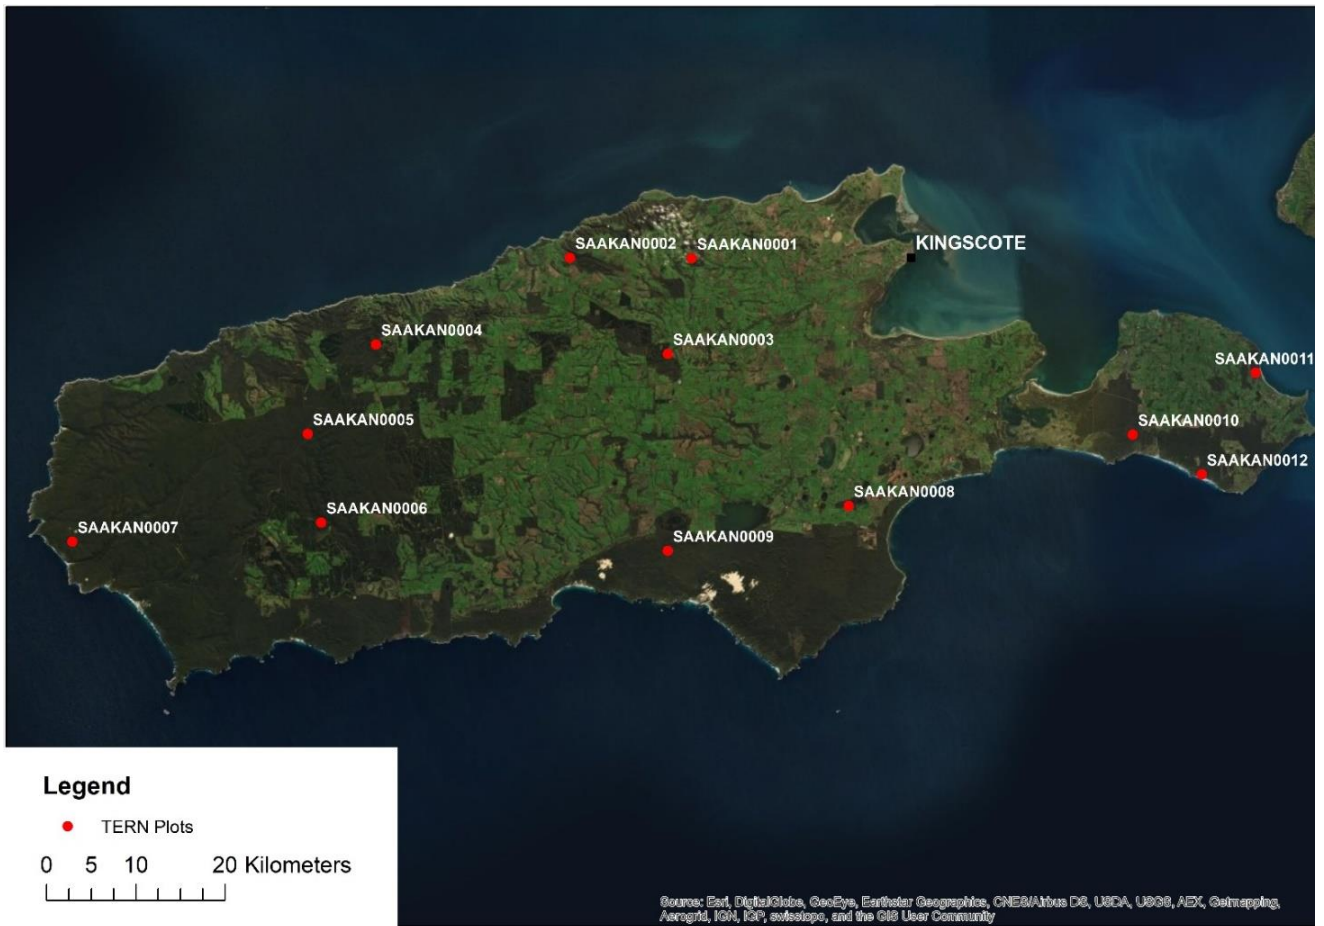 SAAKAN0002
SAAKAN0001
KINGSCOTE
SAAKAN0004
SAAKAN0003
SAAKAN0011
SAAKAN0005
SAAKAN0010
SAAKAN0012
SAAKAN0008
SAAKAN0006
SAAKAN0007
SAAKAN0009
Legend
TERN Plots
0 5 10 20 Kilometers
Source: Esri, DigitalGlobe, GeoEye, Earthstar Geographics, CNES/Airbus DS, USDA, USGS, AEX, Getmapping,
Aerogrid, IGN, IGP, swisstopo, and the GIS User Community